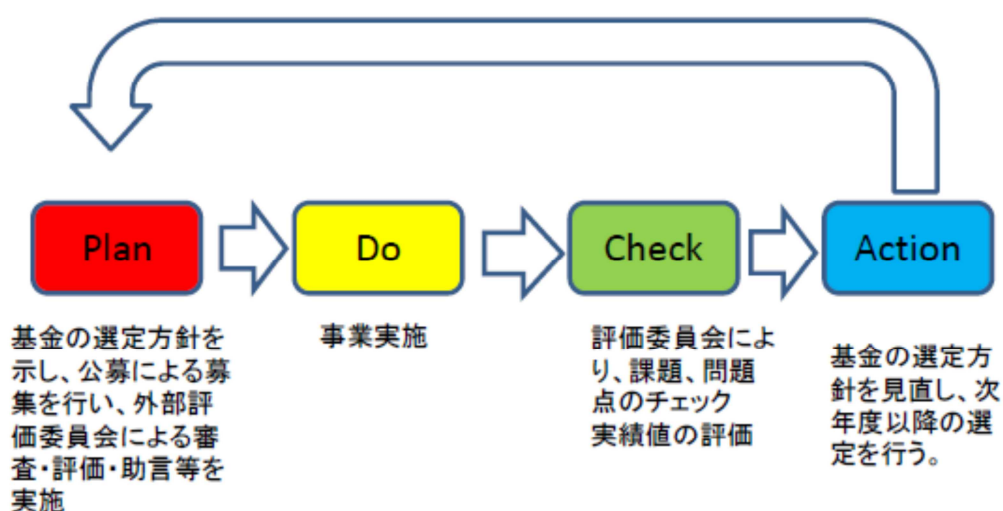 Plan
Do
Check
Action
基金の選定方針を
示し、公募による募
集を行い、外部評
価委員会による審
査・評価・助言等を
実施
事業実施
評価委員会によ
り、課題、問題
点のチェック
実績値の評価
基金の選定方
針を見直し、次
年度以降の選
定を行う。